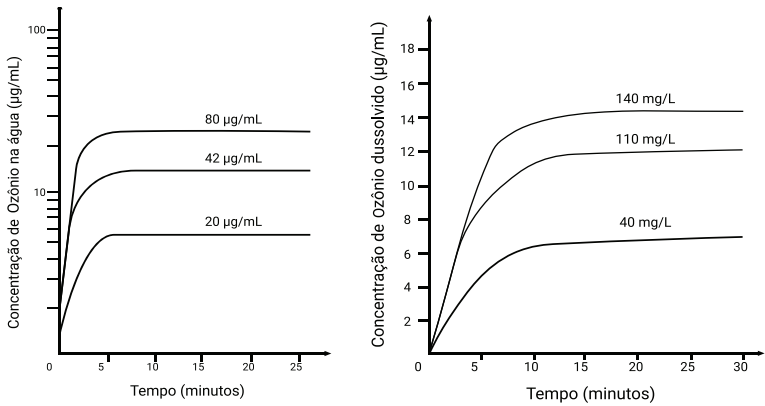 Concentração de Ozônio na água (µg/mL)
100
10
80 µg/mL
42 µg/mL
20 µg/mL
0 5 10 15 20 25
Tempo (minutos)
Concentração de Ozônio dussolvido (µg/mL)
18
16
14
12
10
8
6
4
2
140 mg/L
110 mg/L
40 mg/L
0 5 10 15 20 25 30
Tempo (minutos)